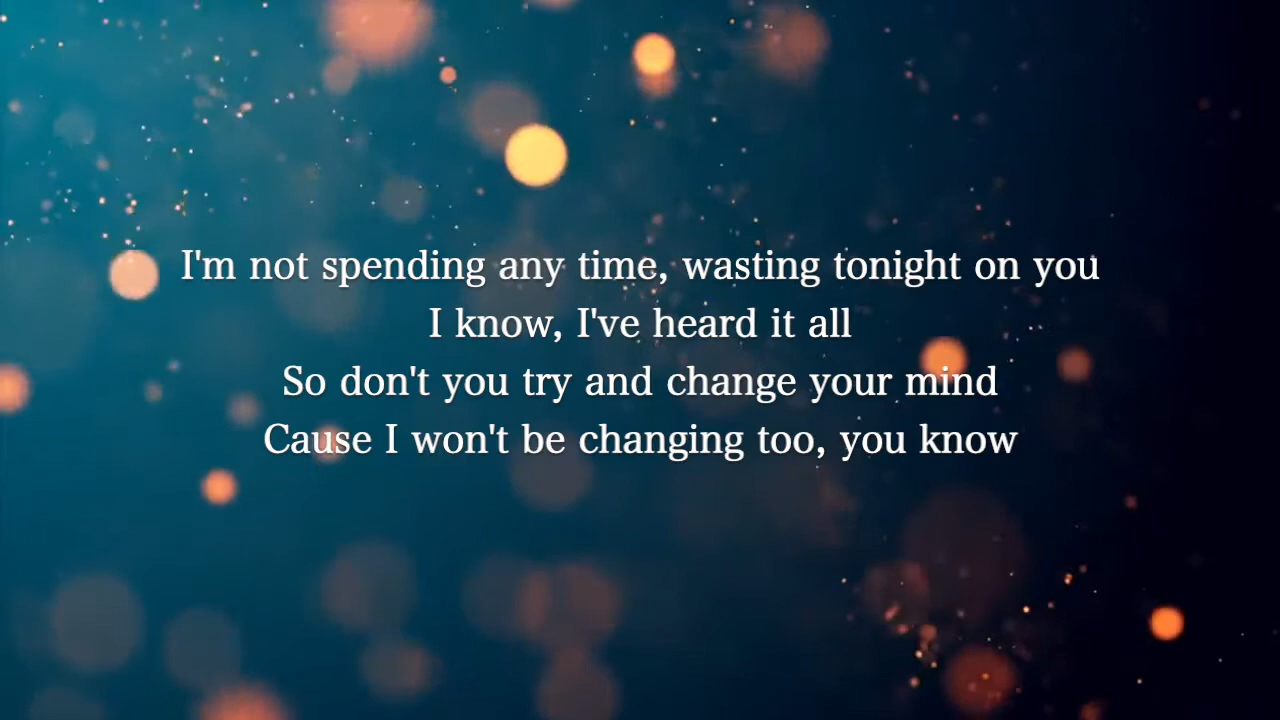 I'm not spending any time, wasting tonight on you
I know, I've heard it all
So don't you try and change your mind
Cause I won't be changing too, you know